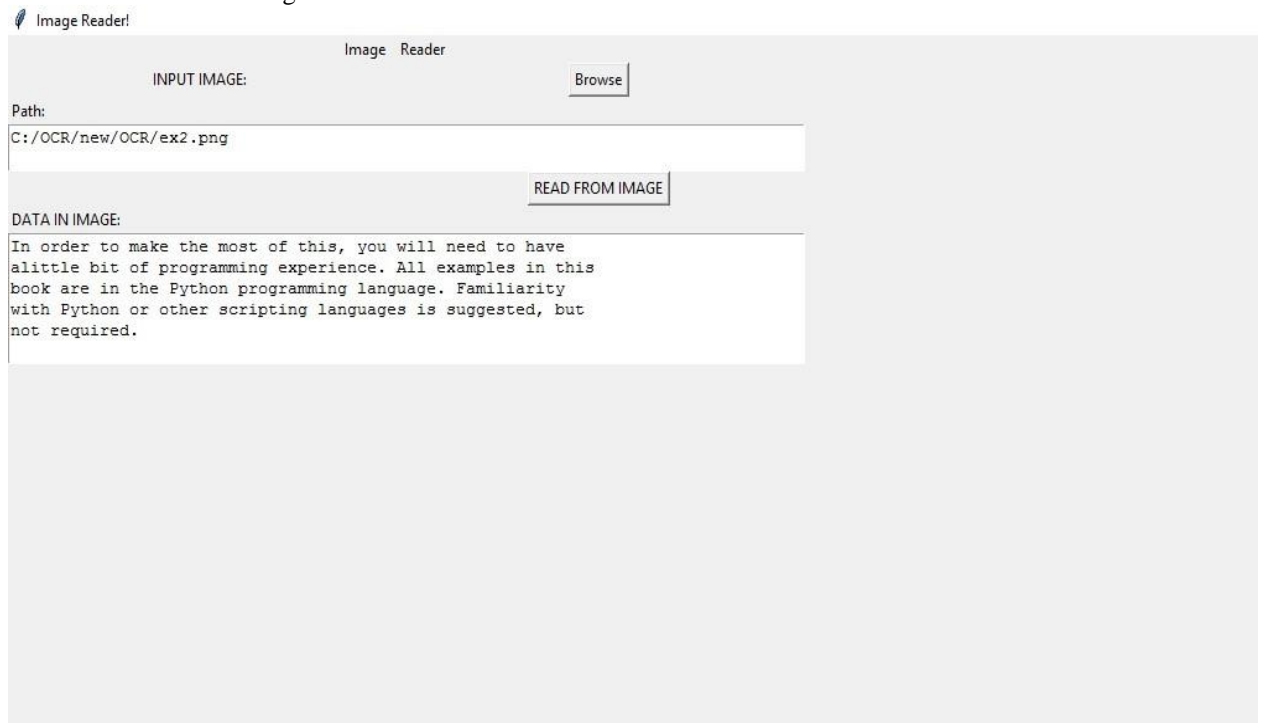 Image Reader!
Image Reader
INPUT IMAGE: Browse
Path:
C:/OCR/new/OCR/ex2.png
READ FROM IMAGE
DATA IN IMAGE:
In order to make the most of this, you will need to have
alittle bit of programming experience. All examples in this
book are in the Python programming language. Familiarity
with Python or other scripting languages is suggested, but
not required.